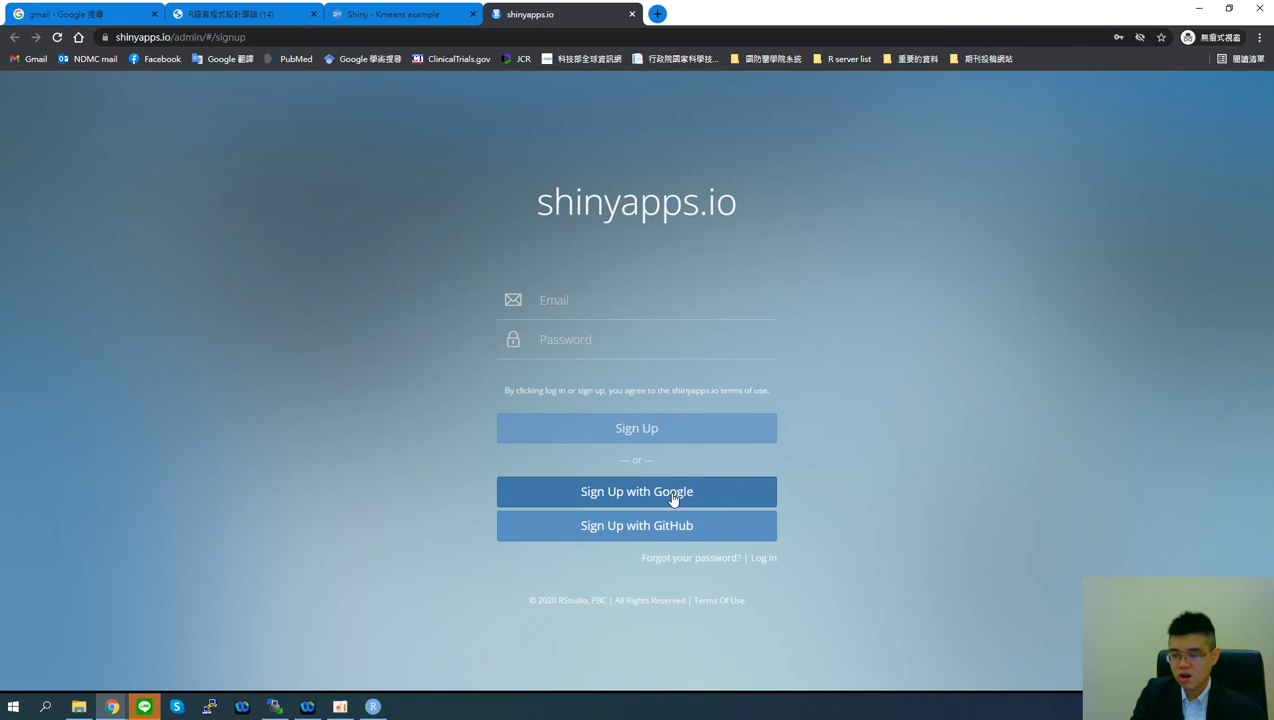 gmail - Google 搜尋
R語言程式設計導論 (14)
Shiny - Kmeans example
shinyapps.io
shinyapps.io/admin/#/signup
無痕式視窗
Gmail
NDMC mail
Facebook
Google 翻譯
PubMed
Google 學術搜尋
ClinicalTrials.gov
JCR
科技部全球資訊網
行政院國家科學技...
國防醫學院系統
R server list
重要的資料
期刊投稿網站
閱讀清單
shinyapps.io
Email
Password
By clicking log in or sign up, you agree to the shinyapps.io terms of use.
Sign Up
— or —
Sign Up with Google
Sign Up with GitHub
Forgot your password? | Log in
© 2020 RStudio, PBC | All Rights Reserved | Terms Of Use